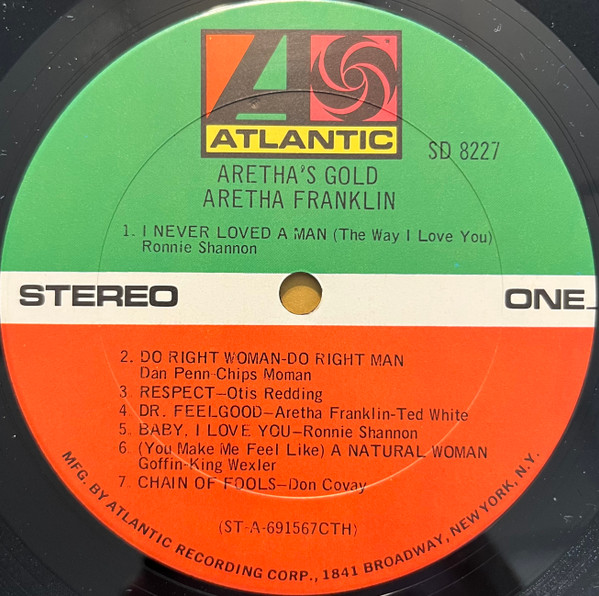 ATLANTIC
SD 8227
ARETHA'S GOLD
ARETHA FRANKLIN
1. I NEVER LOVED A MAN (The Way I Love You)
Ronnie Shannon
STEREO
ONE
2. DO RIGHT WOMAN-DO RIGHT MAN
Dan Penn-Chips Moman
3. RESPECT—Otis Redding
4. DR. FEELGOOD—Aretha Franklin-Ted White
5. BABY, I LOVE YOU—Ronnie Shannon
6. (You Make Me Feel Like) A NATURAL WOMAN
Goffin-King Wexler
7. CHAIN OF FOOLS—Don Covay
(ST-A-691567CTH)
MFG. BY ATLANTIC RECORDING CORP., 1841 BROADWAY, NEW YORK, N.Y.